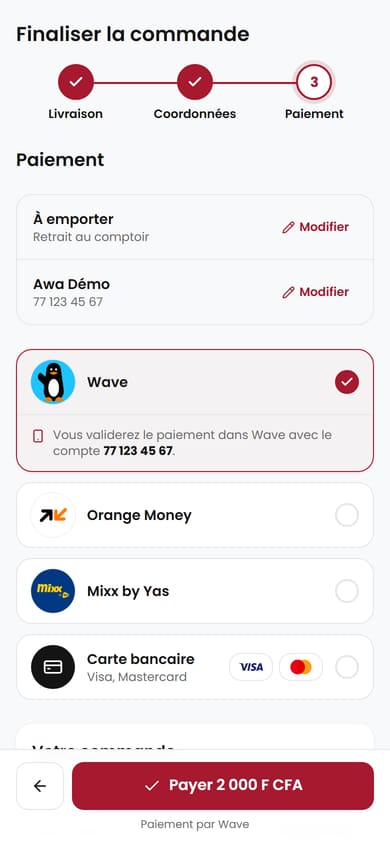 Finaliser la commande
3
Livraison
Coordonnées
Paiement
Paiement
À emporter
Retrait au comptoir
Modifier
Awa Démo
77 123 45 67
Modifier
Wave
Vous validerez le paiement dans Wave avec le
compte 77 123 45 67.
Orange Money
mixx
Mixx by Yas
Carte bancaire
Visa, Mastercard
VISA
Votre commande
Payer 2 000 F CFA
Paiement par Wave